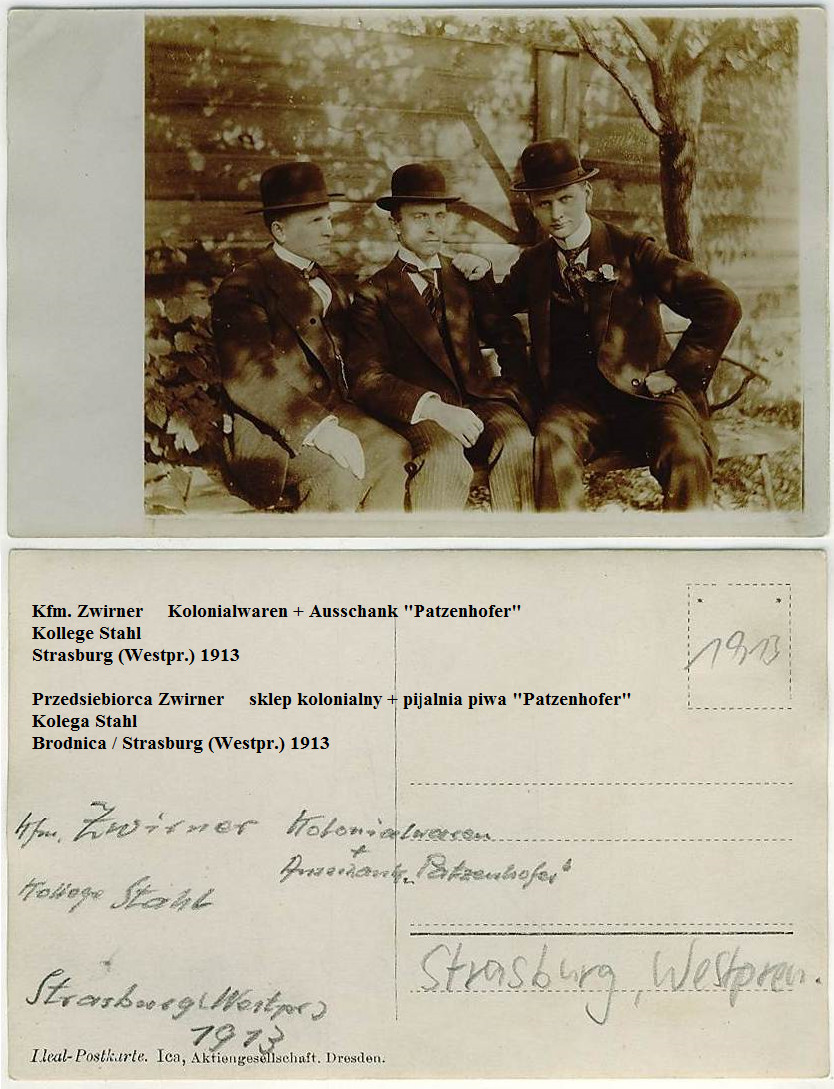 Kfm. Zwirner Kolonialwaren + Ausschank "Patzenhofer"
Kollege Stahl
Strasburg (Westpr.) 1913
Przedsiebiorca Zwirner sklep kolonialny + pijalnia piwa "Patzenhofer"
Kolega Stahl
Brodnica / Strasburg (Westpr.) 1913
1913
Kfm. Zwirner Kolonialwaren
+
Ausschank „Patzenhofer“
Kollege Stahl
Strasburg, Westpreu.
Strasburg (Westpr.)
1913
Ideal-Postkarte. Ica, Aktiengesellschaft. Dresden.